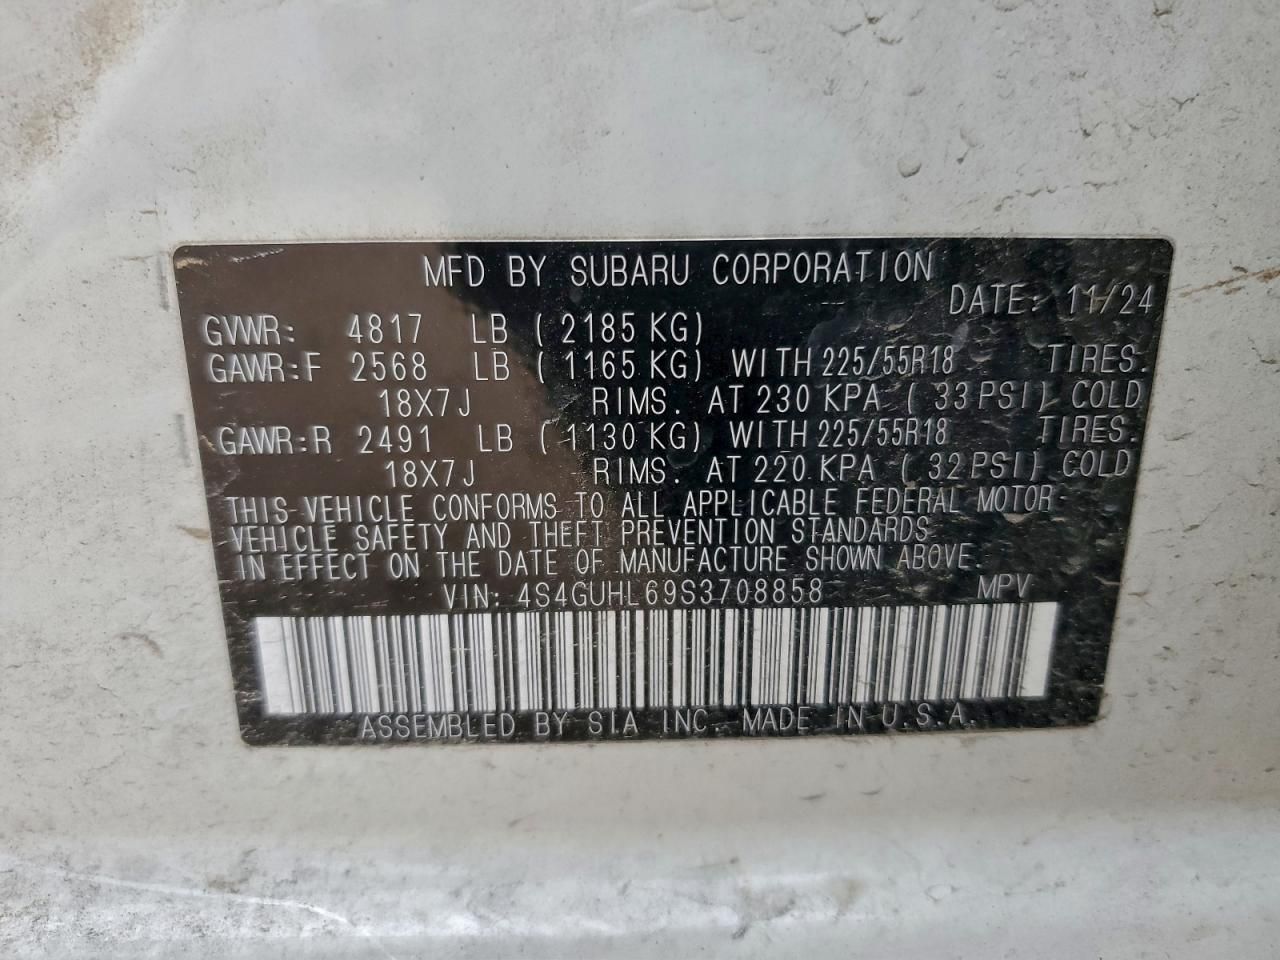 MFD BY SUBARU CORPORATION
DATE: 11/24
GVWR: 4817 LB ( 2185 KG)
GAWR:F 2568 LB ( 1165 KG) WITH 225/55R18 TIRES.
18X7J RIMS. AT 230 KPA ( 33 PSI) COLD
GAWR:R 2491 LB ( 1130 KG) WITH 225/55R18 TIRES.
18X7J RIMS. AT 220 KPA ( 32 PSI) COLD
THIS VEHICLE CONFORMS TO ALL APPLICABLE FEDERAL MOTOR
VEHICLE SAFETY AND THEFT PREVENTION STANDARDS
IN EFFECT ON THE DATE OF MANUFACTURE SHOWN ABOVE.
VIN: 4S4GUHL69S3708858 MPV
ASSEMBLED BY SIA INC. MADE IN U.S.A.